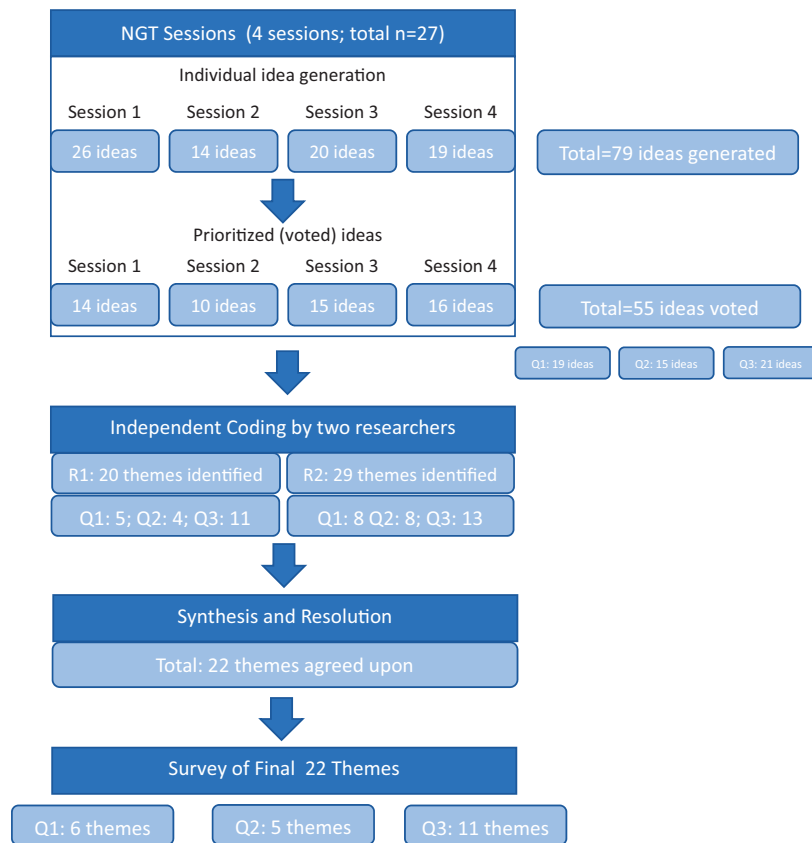 NGT Sessions (4 sessions; total n=27)
Individual idea generation
Session 1 Session 2 Session 3 Session 4
26 ideas 14 ideas 20 ideas 19 ideas Total=79 ideas generated
Prioritized (voted) ideas
Session 1 Session 2 Session 3 Session 4
14 ideas 10 ideas 15 ideas 16 ideas Total=55 ideas voted
Q1: 19 ideas Q2: 15 ideas Q3: 21 ideas
Independent Coding by two researchers
R1: 20 themes identified R2: 29 themes identified
Q1: 5; Q2: 4; Q3: 11 Q1: 8 Q2: 8; Q3: 13
Synthesis and Resolution
Total: 22 themes agreed upon
Survey of Final 22 Themes
Q1: 6 themes Q2: 5 themes Q3: 11 themes